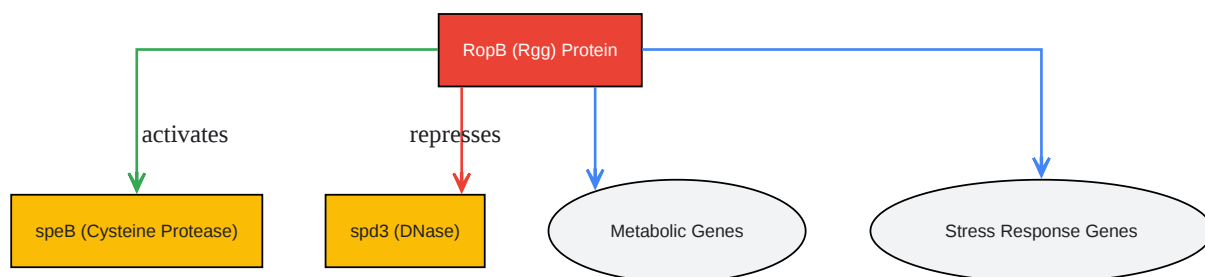 RopB (Rgg) Protein
activates
represses
speB (Cysteine Protease)
spd3 (DNase)
Metabolic Genes
Stress Response Genes